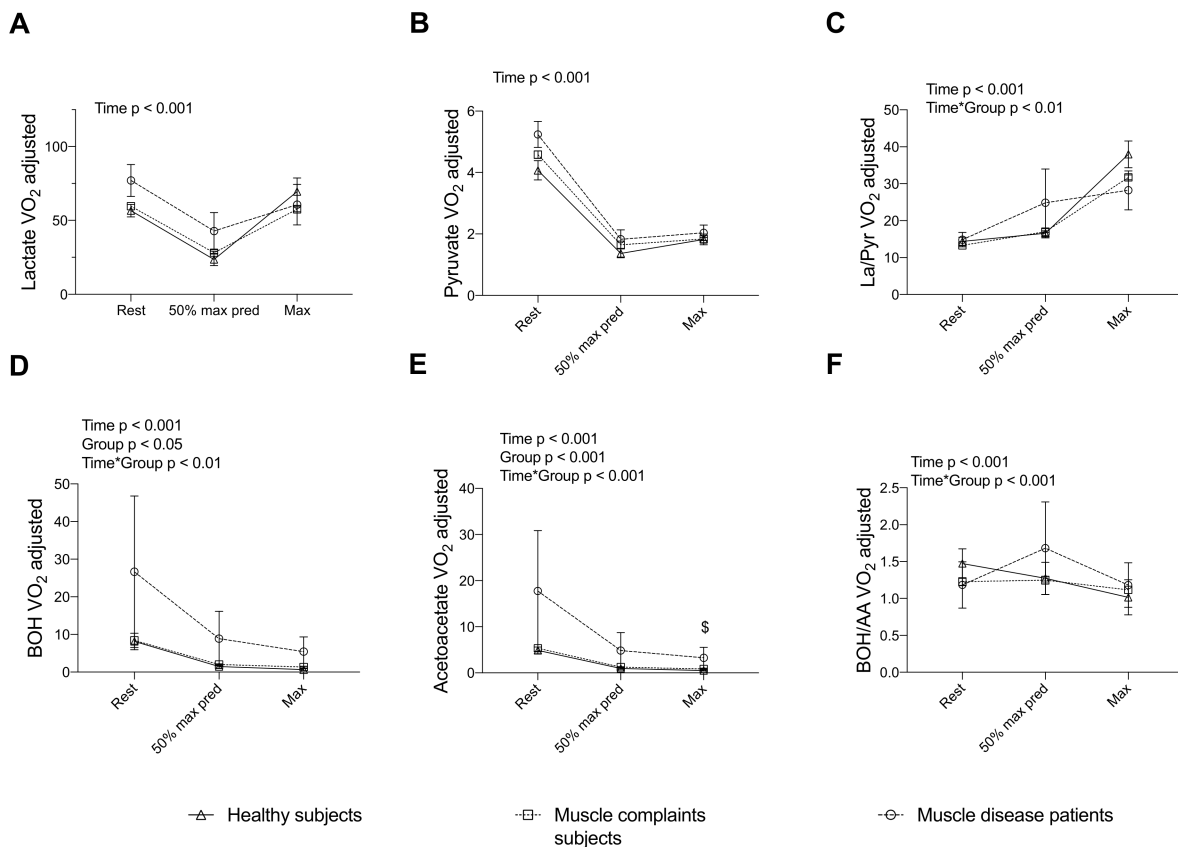 A
Time p < 0.001
Lactate VO2 adjusted
100
50
0
Rest
50% max pred
Max
B
Time p < 0.001
Pyruvate VO2 adjusted
6
4
2
0
Rest
50% max pred
Max
C
Time p < 0.001
Time*Group p < 0.01
La/Pyr VO2 adjusted
50
40
30
20
10
0
Rest
50% max pred
Max
D
Time p < 0.001
Group p < 0.05
Time*Group p < 0.01
BOH VO2 adjusted
50
40
30
20
10
0
Rest
50% max pred
Max
E
Time p < 0.001
Group p < 0.001
Time*Group p < 0.001
Acetoacetate VO2 adjusted
40
30
20
10
0
$
Rest
50% max pred
Max
F
Time p < 0.001
Time*Group p < 0.001
BOH/AA VO2 adjusted
2.5
2.0
1.5
1.0
0.5
0.0
Rest
50% max pred
Max
Healthy subjects
Muscle complaints
subjects
Muscle disease patients